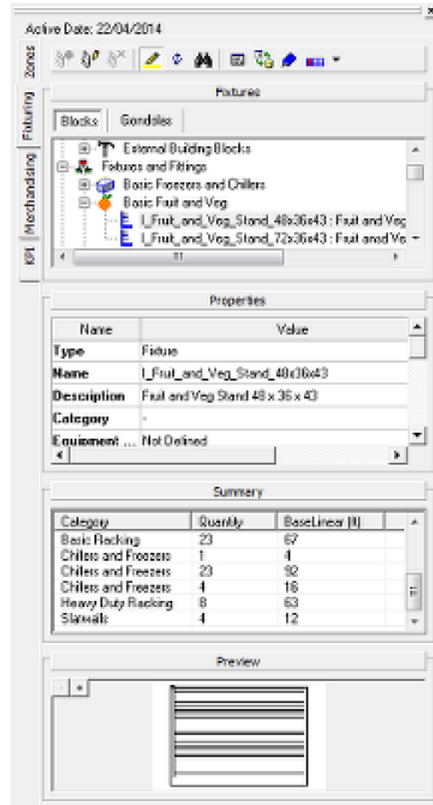 Active Date: 22/04/2014
Zones
Fixturing
Merchandising
KPI
Fixtures
Blocks Gondolas
External Building Blocks
Fixtures and Fittings
Basic Freezers and Chillers
Basic Fruit and Veg
I_Fruit_and_Veg_Stand_48x36x43 : Fruit and Veg
I_Fruit_and_Veg_Stand_72x36x43 : Fruit and Ve
Properties
Name Value
Type Fixture
Name I_Fruit_and_Veg_Stand_48x36x43
Description Fruit and Veg Stand 48 x 36 x 43
Category -
Equipment ... Not Defined
Summary
Category Quantity BaseLinear (ft)
Basic Racking 23 67
Chillers and Freezers 1 4
Chillers and Freezers 23 92
Chillers and Freezers 4 16
Heavy Duty Racking 8 63
Slatwalls 4 12
Preview